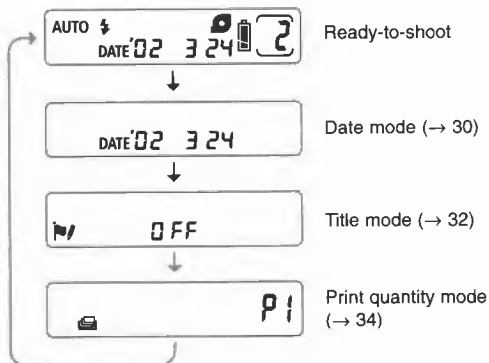 AUTO
DATE '02 3 24 2
Ready-to-shoot
DATE '02 3 24
Date mode (→ 30)
OFF
Title mode (→ 32)
P1
Print quantity mode
(→ 34)